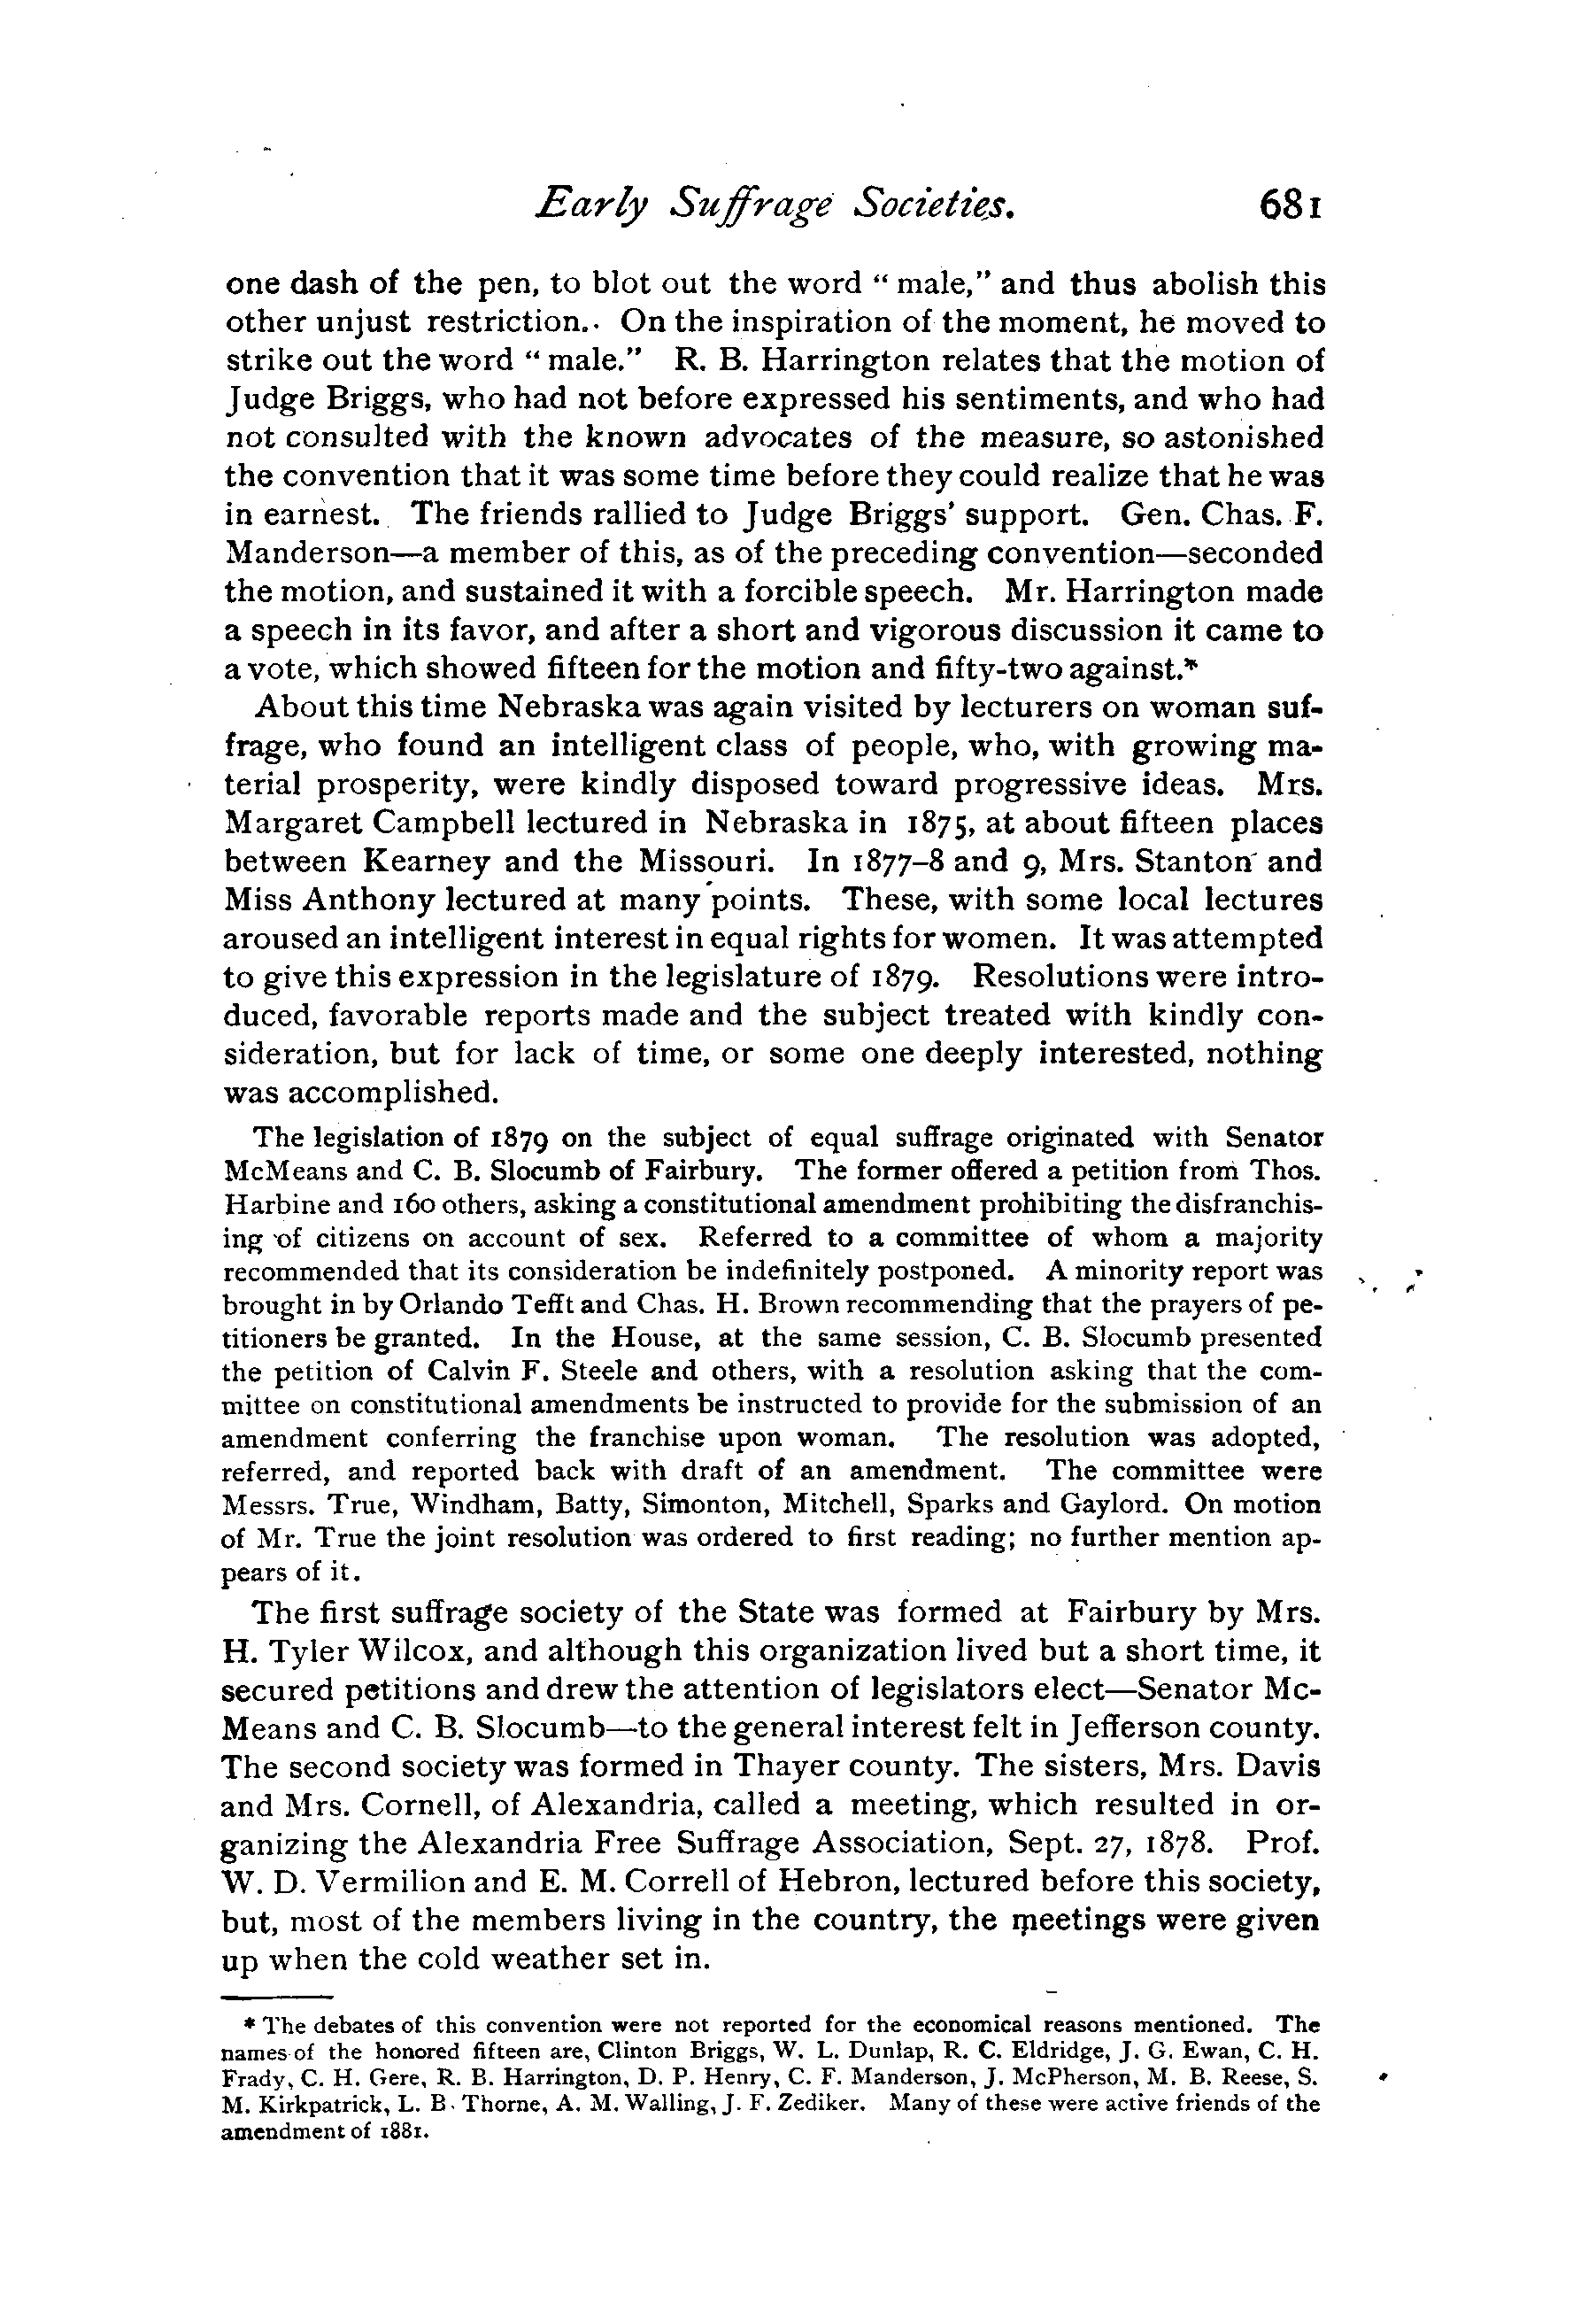 Early Suffrage Societies. 681
one dash of the pen, to blot out the word “ male,” and thus abolish this
other unjust restriction.. On the inspiration of the moment, he moved to
strike out the word “ male.” R. B. Harrington relates that the motion of
Judge Briggs, who had not before expressed his sentiments, and who had
not consulted with the known advocates of the measure, so astonished
the convention that it was some time before they could realize that he was
in earnest. The friends rallied to Judge Briggs’ support. Gen. Chas. F.
Manderson—a member of this, as of the preceding convention—seconded
the motion, and sustained it with a forcible speech. Mr. Harrington made
a speech in its favor, and after a short and vigorous discussion it came to
a vote, which showed fifteen for the motion and fifty-two against.*
About this time Nebraska was again visited by lecturers on woman suf-
frage, who found an intelligent class of people, who, with growing ma-
terial prosperity, were kindly disposed toward progressive ideas. Mrs.
Margaret Campbell lectured in Nebraska in 1875, at about fifteen places
between Kearney and the Missouri. In 1877–8 and 9, Mrs. Stanton and
Miss Anthony lectured at many points. These, with some local lectures
aroused an intelligent interest in equal rights for women. It was attempted
to give this expression in the legislature of 1879. Resolutions were intro-
duced, favorable reports made and the subject treated with kindly con-
sideration, but for lack of time, or some one deeply interested, nothing
was accomplished.
The legislation of 1879 on the subject of equal suffrage originated with Senator
McMeans and C. B. Slocumb of Fairbury. The former offered a petition from Thos.
Harbine and 160 others, asking a constitutional amendment prohibiting the disfranchis-
ing of citizens on account of sex. Referred to a committee of whom a majority
recommended that its consideration be indefinitely postponed. A minority report was
brought in by Orlando Tefft and Chas. H. Brown recommending that the prayers of pe-
titioners be granted. In the House, at the same session, C. B. Slocumb presented
the petition of Calvin F. Steele and others, with a resolution asking that the com-
mittee on constitutional amendments be instructed to provide for the submission of an
amendment conferring the franchise upon woman. The resolution was adopted,
referred, and reported back with draft of an amendment. The committee were
Messrs. True, Windham, Batty, Simonton, Mitchell, Sparks and Gaylord. On motion
of Mr. True the joint resolution was ordered to first reading; no further mention ap-
pears of it.
The first suffrage society of the State was formed at Fairbury by Mrs.
H. Tyler Wilcox, and although this organization lived but a short time, it
secured petitions and drew the attention of legislators elect—Senator Mc-
Means and C. B. Slocumb—to the general interest felt in Jefferson county.
The second society was formed in Thayer county. The sisters, Mrs. Davis
and Mrs. Cornell, of Alexandria, called a meeting, which resulted in or-
ganizing the Alexandria Free Suffrage Association, Sept. 27, 1878. Prof.
W. D. Vermilion and E. M. Correll of Hebron, lectured before this society,
but, most of the members living in the country, the meetings were given
up when the cold weather set in.
* The debates of this convention were not reported for the economical reasons mentioned. The
names of the honored fifteen are, Clinton Briggs, W. L. Dunlap, R. C. Eldridge, J. G. Ewan, C. H.
Frady, C. H. Gere, R. B. Harrington, D. P. Henry, C. F. Manderson, J. McPherson, M. B. Reese, S.
M. Kirkpatrick, L. B. Thorne, A. M. Walling, J. F. Zediker. Many of these were active friends of the
amendment of 1881.